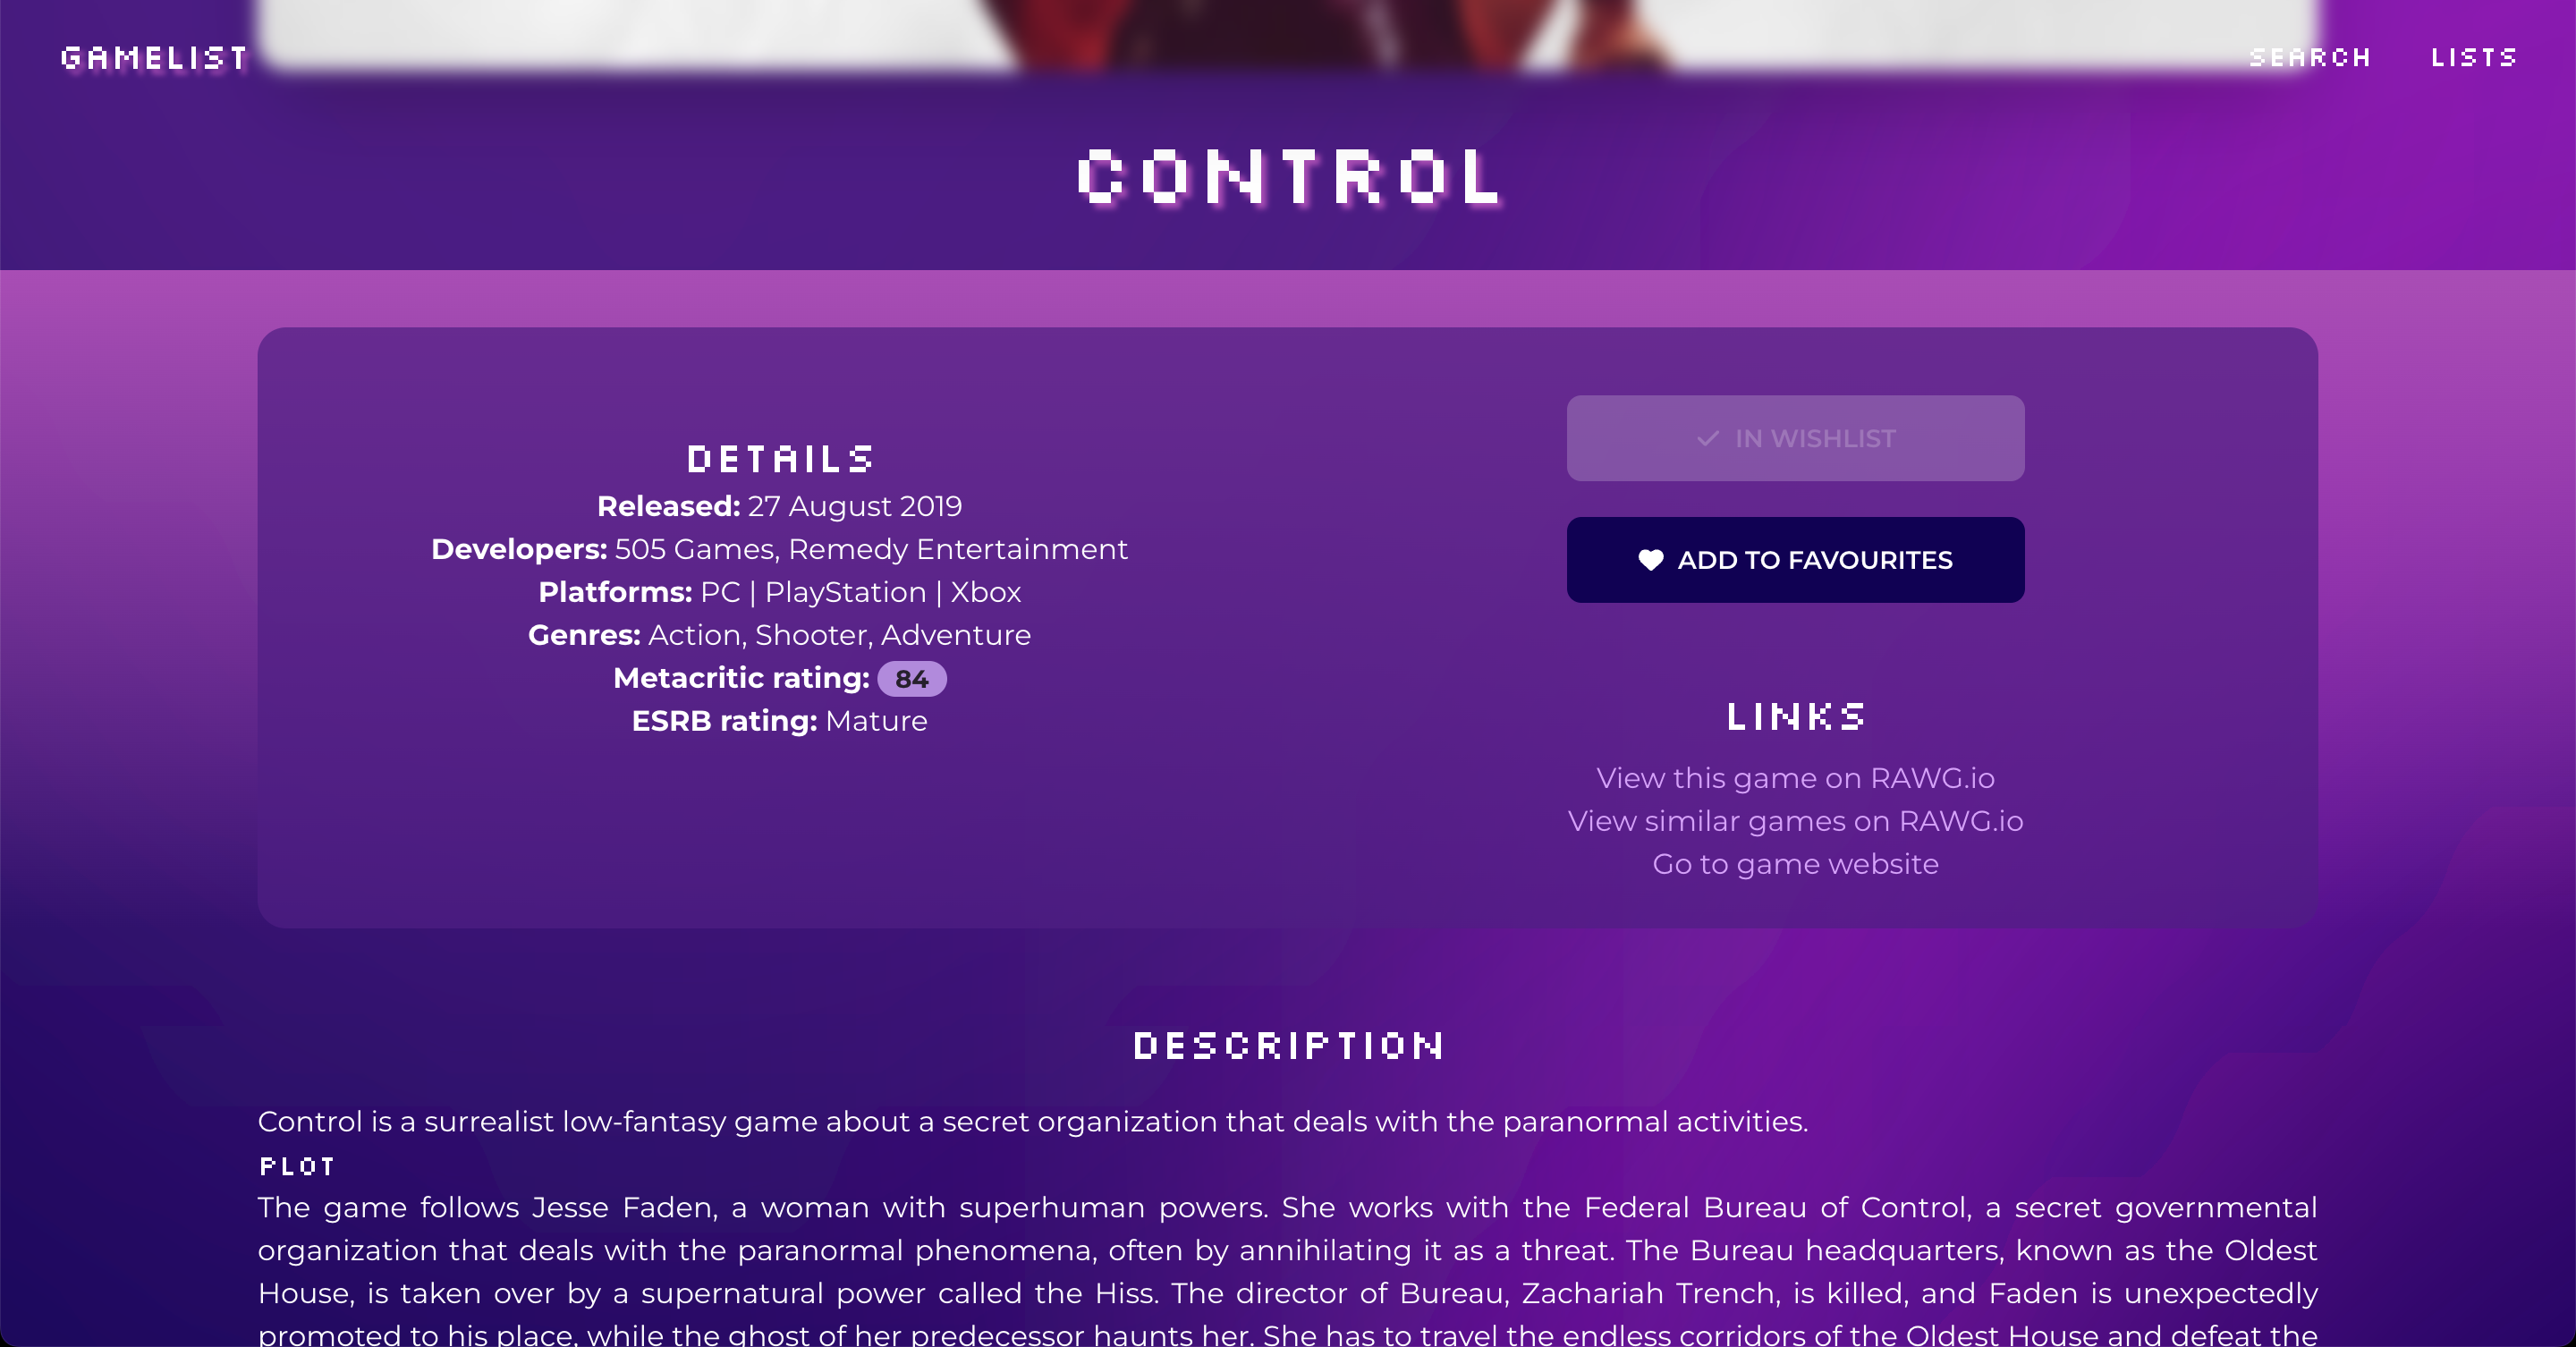 GAMELIST
SEARCH
LISTS
CONTROL
DETAILS
Released: 27 August 2019
Developers: 505 Games, Remedy Entertainment
Platforms: PC | PlayStation | Xbox
Genres: Action, Shooter, Adventure
Metacritic rating: 84
ESRB rating: Mature
IN WISHLIST
ADD TO FAVOURITES
LINKS
View this game on RAWG.io
View similar games on RAWG.io
Go to game website
DESCRIPTION
Control is a surrealist low-fantasy game about a secret organization that deals with the paranormal activities.
PLOT
The game follows Jesse Faden, a woman with superhuman powers. She works with the Federal Bureau of Control, a secret governmental
organization that deals with the paranormal phenomena, often by annihilating it as a threat. The Bureau headquarters, known as the Oldest
House, is taken over by a supernatural power called the Hiss. The director of Bureau, Zachariah Trench, is killed, and Faden is unexpectedly
promoted to his place, while the ghost of her predecessor haunts her. She has to travel the endless corridors of the Oldest House and defeat the